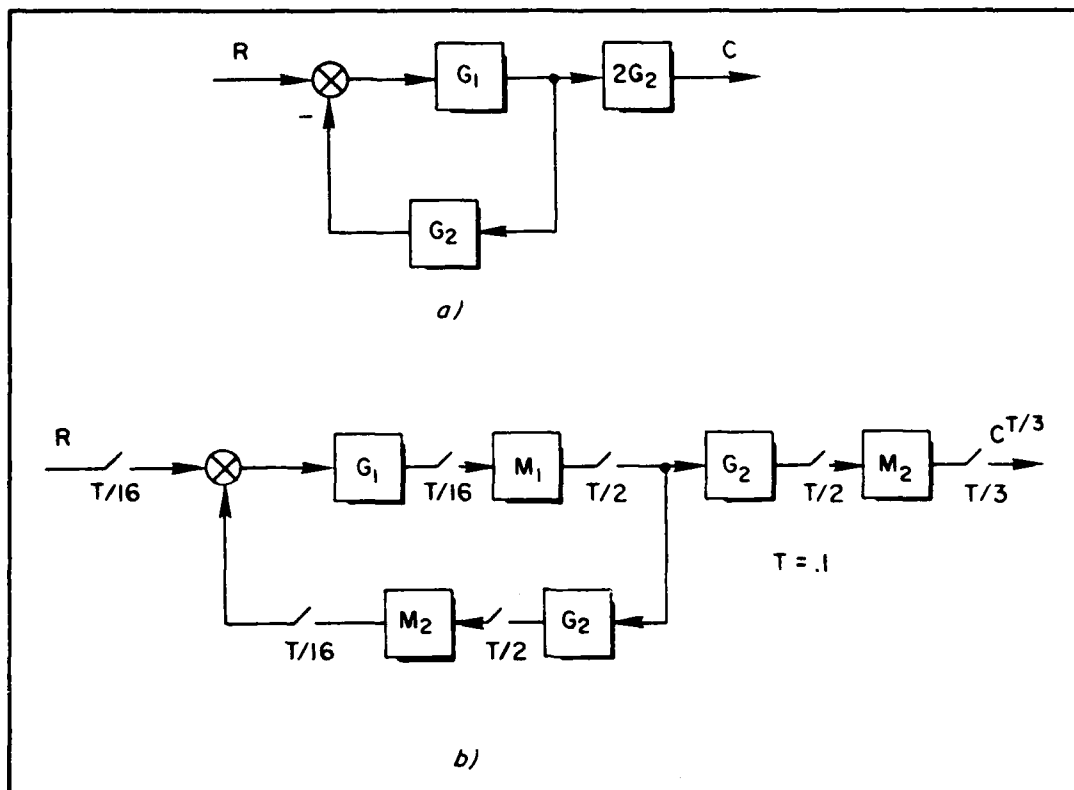 R
G₁
2G₂
C
−
G₂
a)
R
T/16
G₁
T/16
M₁
T/2
G₂
T/2
M₂
C^T/3
T/3
T = .1
T/16
M₂
T/2
G₂
b)